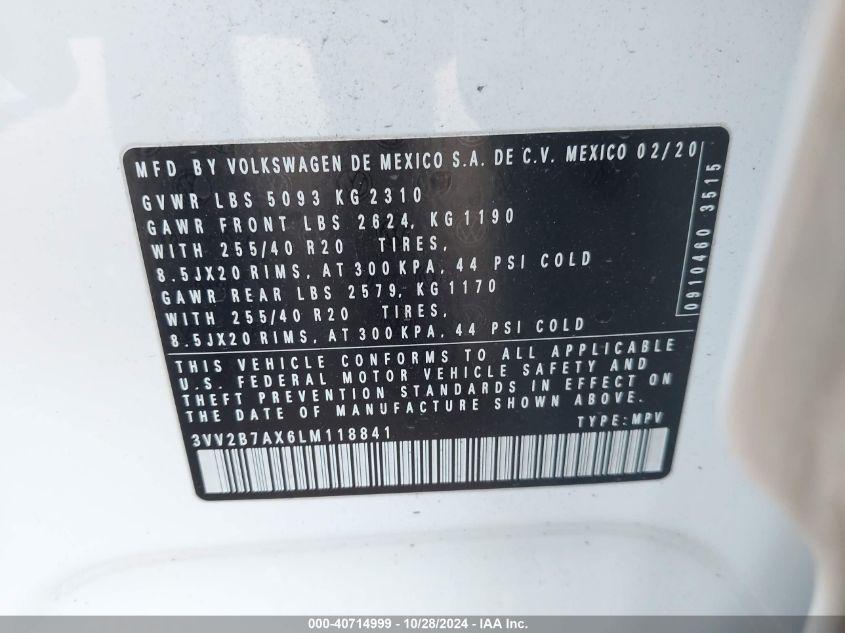 MFD BY VOLKSWAGEN DE MEXICO S.A. DE C.V. MEXICO 02/20
GVWR LBS 5093 KG 2310
GAWR FRONT LBS 2624, KG 1190
WITH 255/40 R20 TIRES,
8.5JX20 RIMS, AT 300 KPA, 44 PSI COLD
GAWR REAR LBS 2579, KG 1170
WITH 255/40 R20 TIRES,
8.5JX20 RIMS, AT 300 KPA, 44 PSI COLD
0910460 3515
THIS VEHICLE CONFORMS TO ALL APPLICABLE
U.S. FEDERAL MOTOR VEHICLE SAFETY AND
THEFT PREVENTION STANDARDS IN EFFECT ON
THE DATE OF MANUFACTURE SHOWN ABOVE.
3VV2B7AX6LM118841 TYPE: MPV
000-40714999 - 10/28/2024 - IAA Inc.